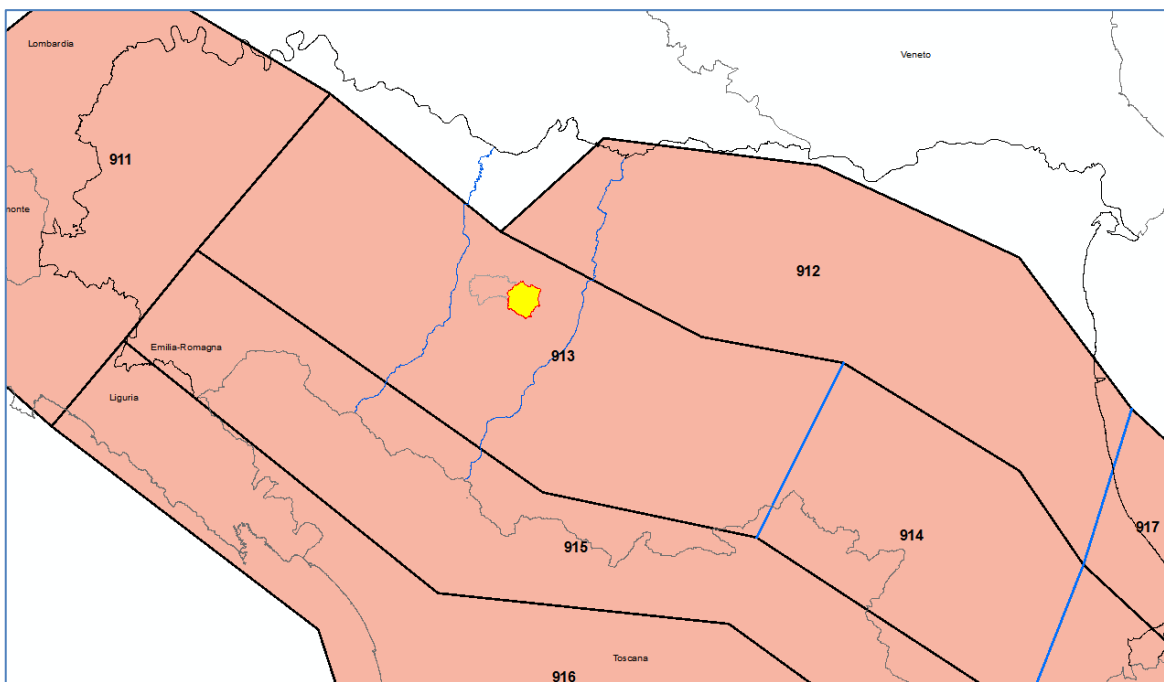 Lombardia
Veneto
911
monte
912
Emilia-Romagna
913
Liguria
914
917
915
Toscana
916